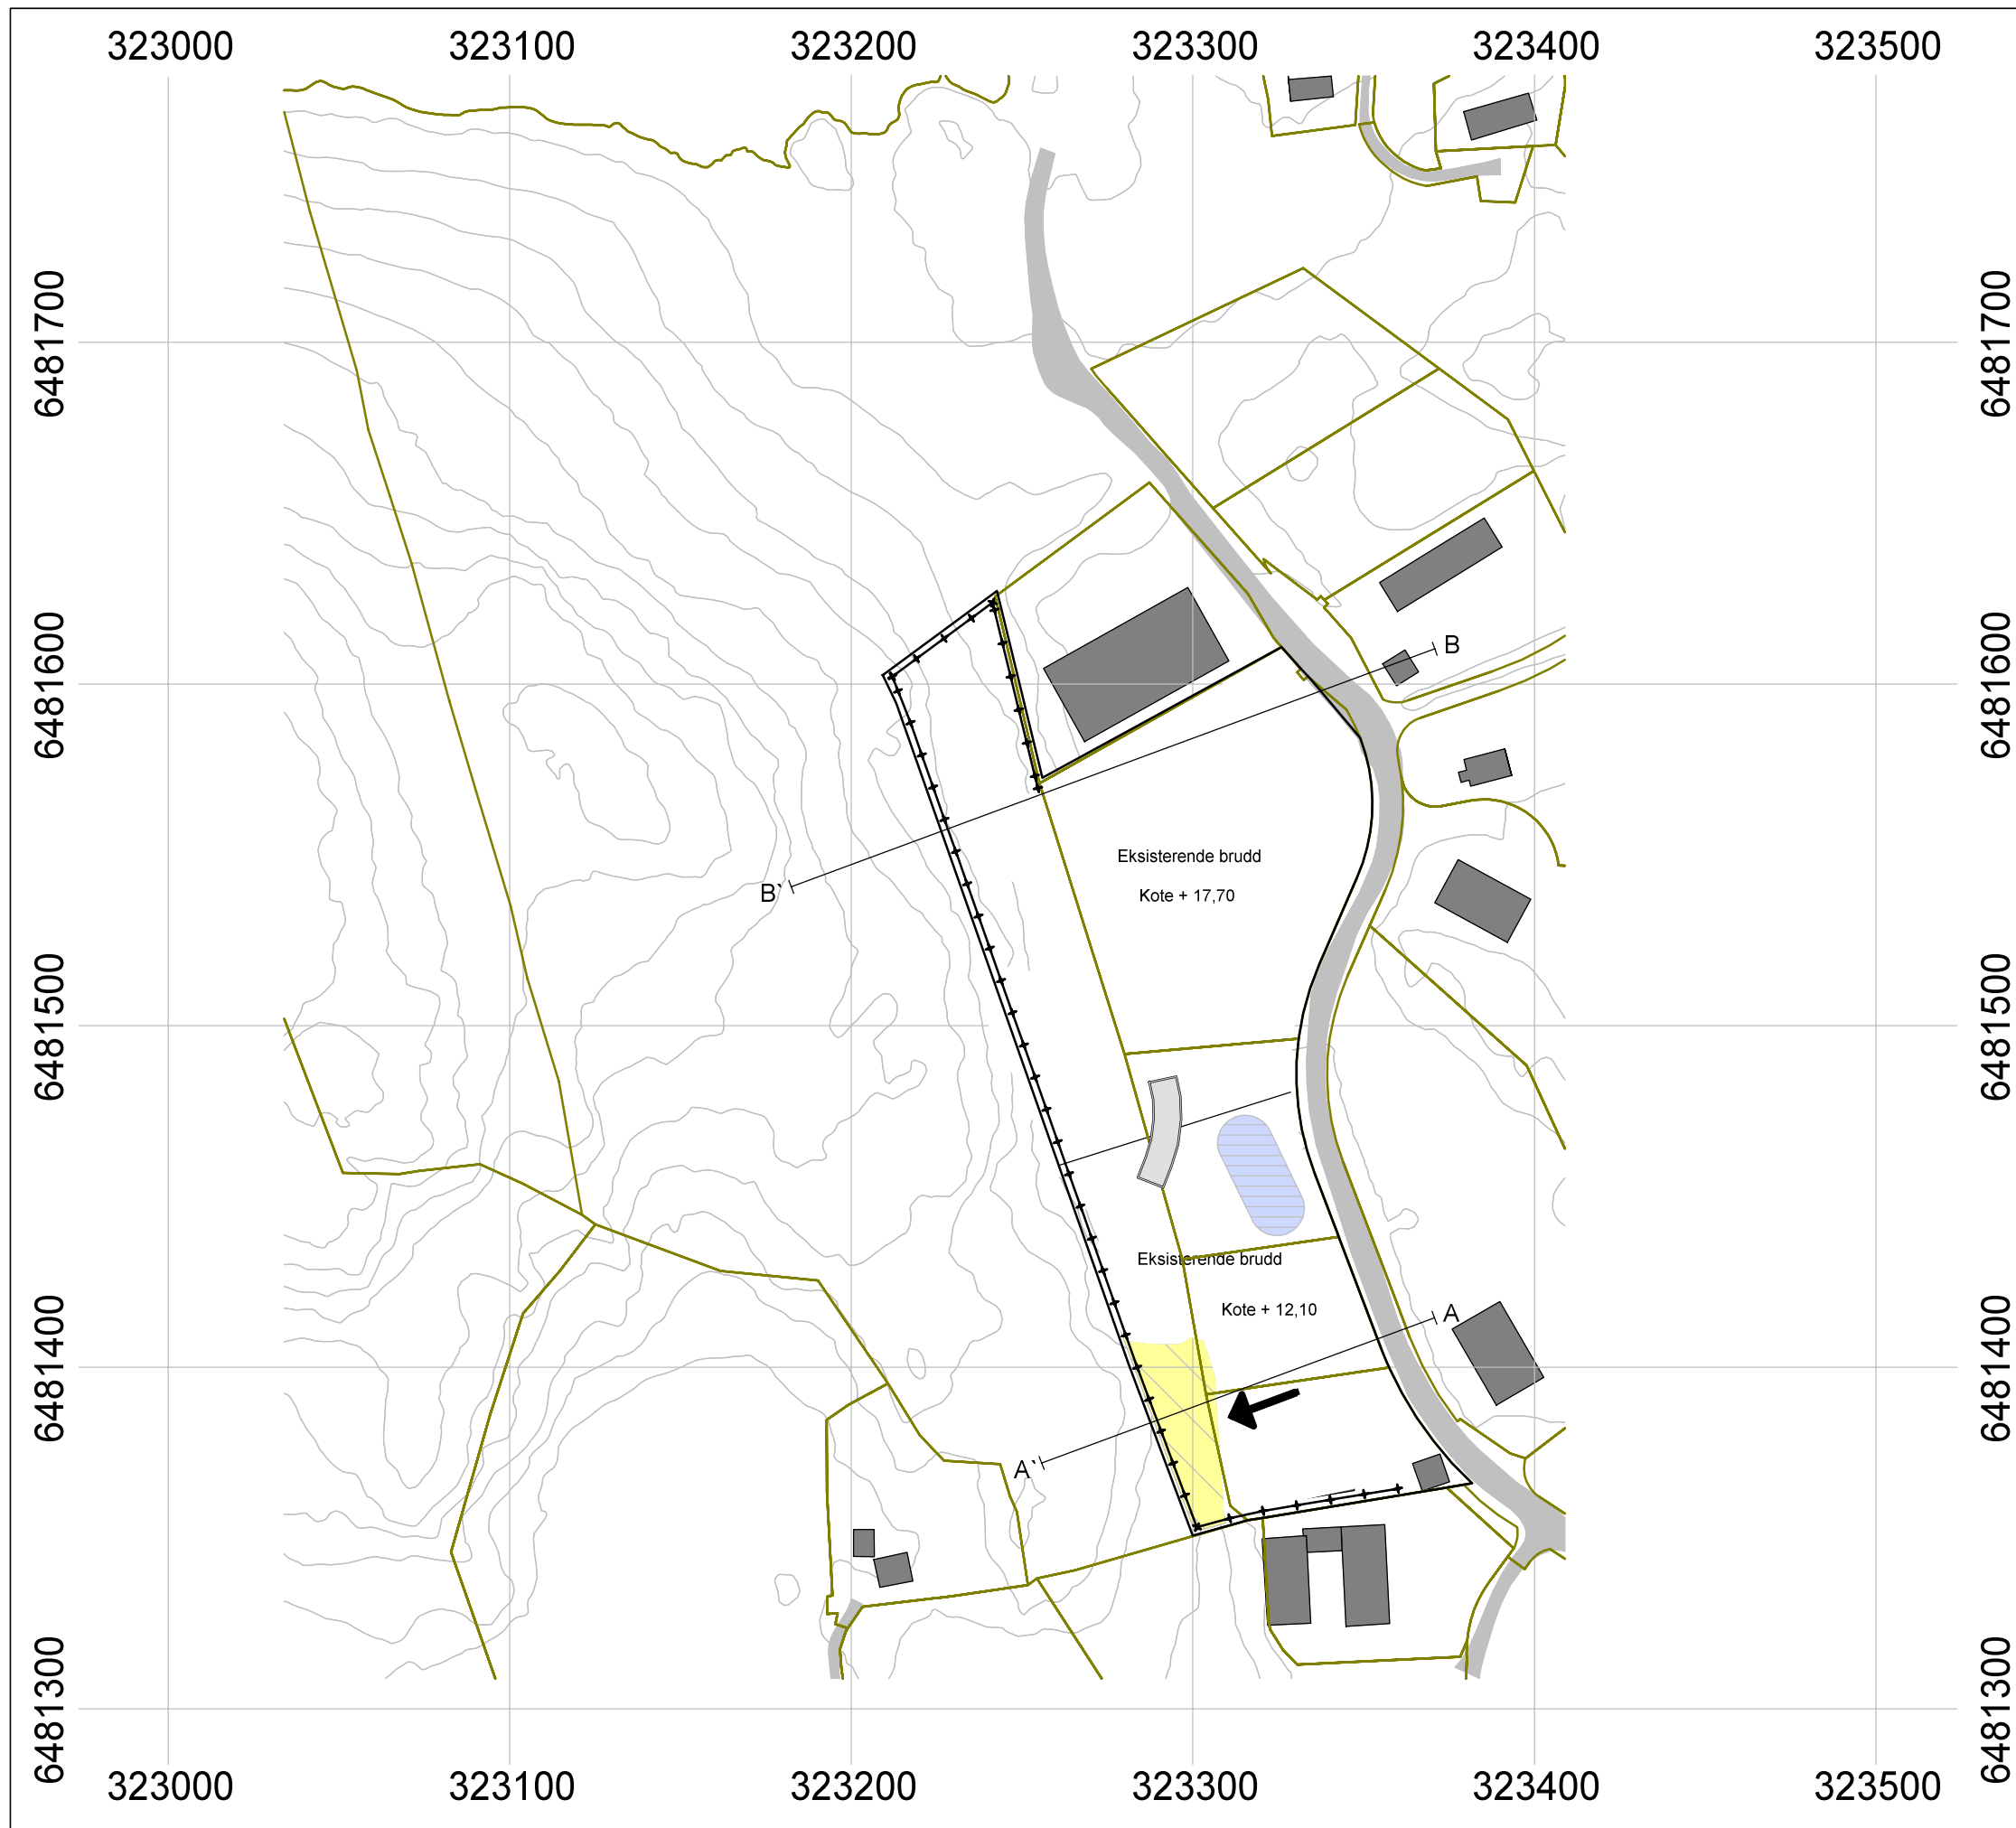 323000 323100 323200 323300 323400 323500
6481700 6481700
B
6481600 6481600
Eksisterende brudd
B`
Kote + 17,70
6481500 6481500
Eksisterende brudd
Kote + 12,10
A
6481400 6481400
A`
6481300 6481300
323000 323100 323200 323300 323400 323500